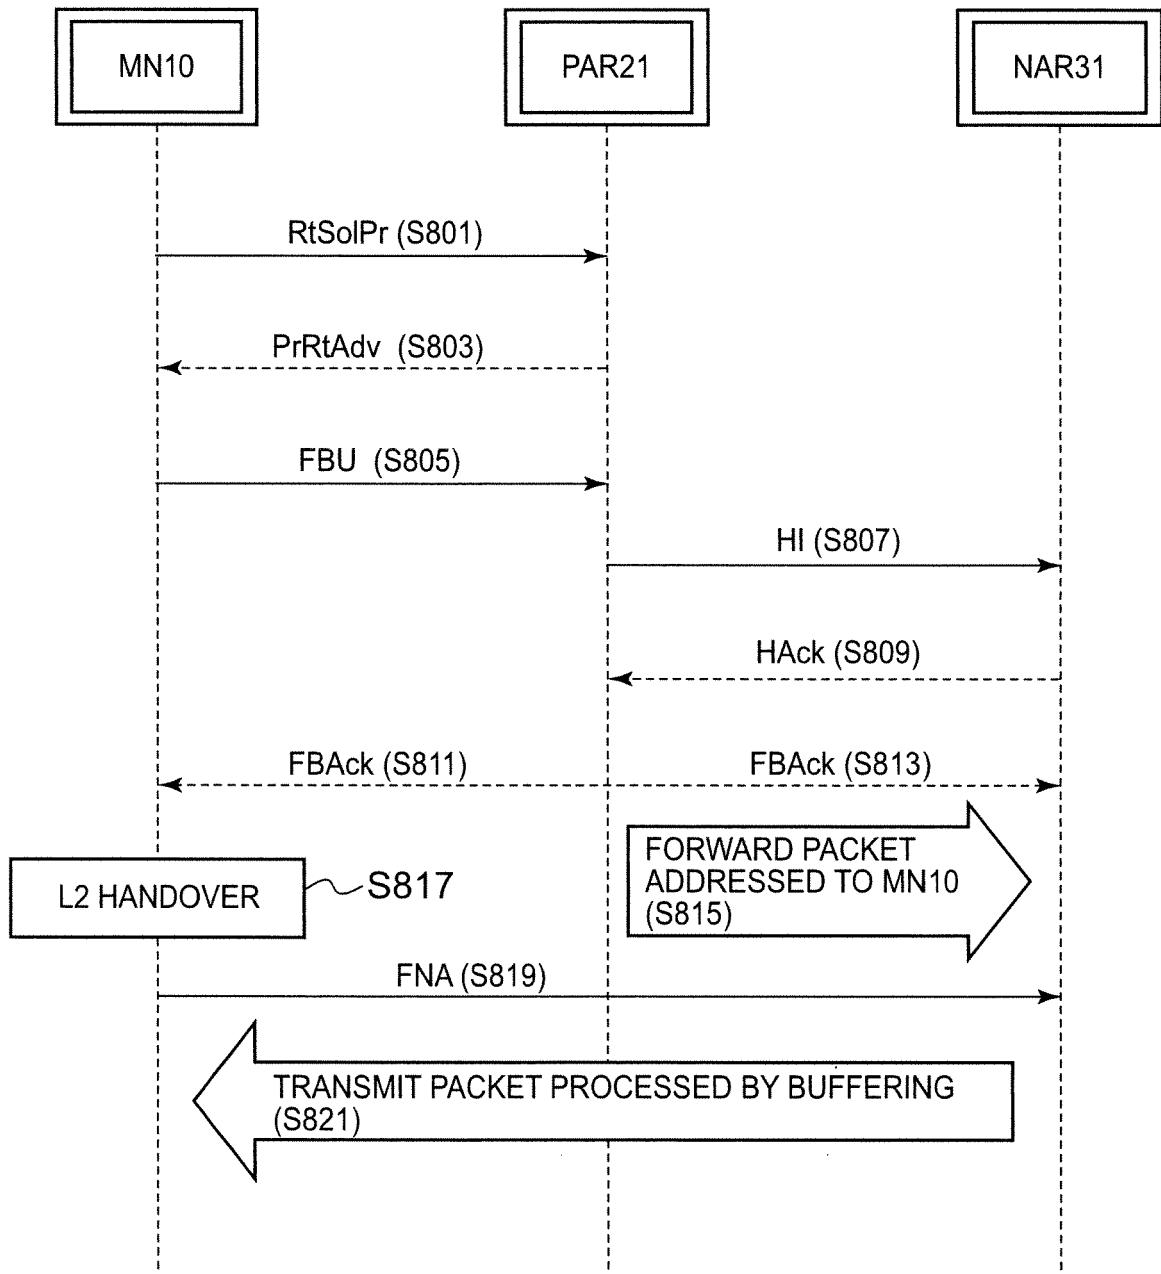 MN10
PAR21
NAR31
RtSolPr (S801)
PrRtAdv (S803)
FBU (S805)
HI (S807)
HAck (S809)
FBAck (S811)
FBAck (S813)
FORWARD PACKET
ADDRESSED TO MN10
(S815)
L2 HANDOVER
S817
FNA (S819)
TRANSMIT PACKET PROCESSED BY BUFFERING
(S821)